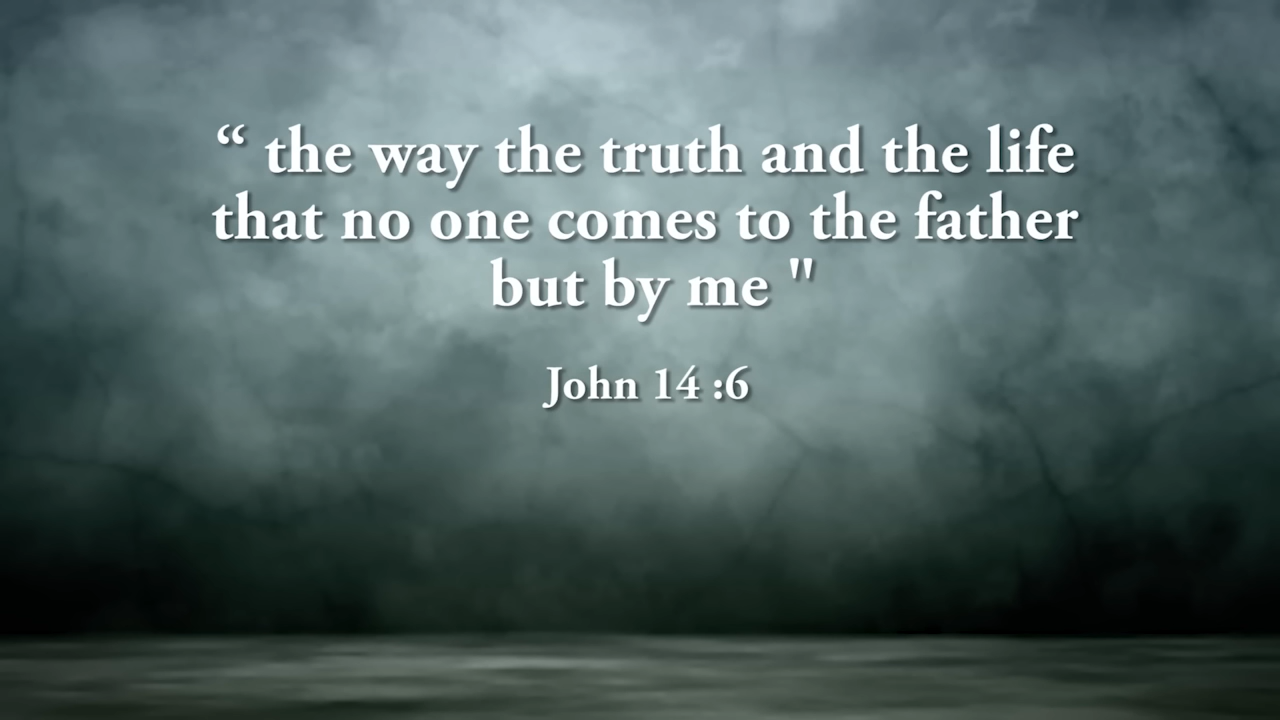 “ the way the truth and the life
that no one comes to the father
but by me "
John 14 :6